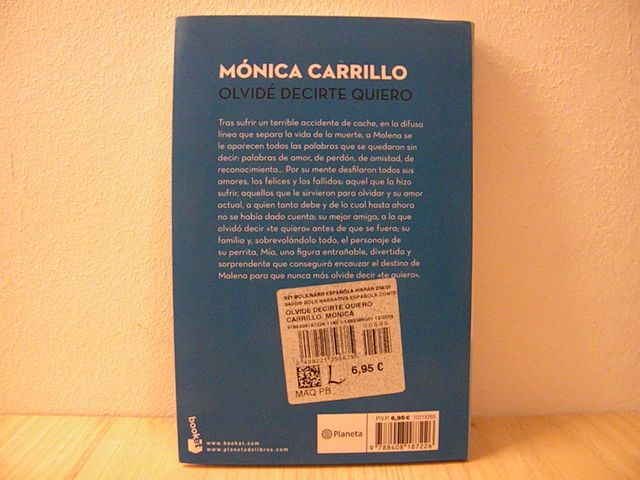 MÓNICA CARRILLO
OLVIDÉ DECIRTE QUIERO
Tras sufrir un terrible accidente de coche, en la difusa
línea que separa la vida de la muerte, a Malena se
le aparecen todas las palabras que se quedaron sin
decir: palabras de amor, de perdón, de amistad, de
reconocimiento... Por su mente desfilarán todos sus
amores, los felices y los fallidos: aquel que la hizo
sufrir, aquellos que le sirvieron para olvidar y su amor
actual, a quien tanto debe y de lo cual hasta ahora
no se había dado cuenta; su mejor amigo, a la que
olvidó decir «te quiero» antes de que se fuera; su
familia y, sobrevolándolo todo, el personaje de
su perrita, Mía, una figura entrañable, divertida y
sorprendente que conseguirá encauzar el destino de
Malena para que nunca más olvide decir «te quiero».
OLVIDE DECIRTE QUIERO
CARRILLO, MONICA
00695
L 6,95 €
MAQ PB
booket
www.booket.com
www.planetadelibros.com
Planeta
P.V.P. 6,95 € 10218265
9 788408 187226